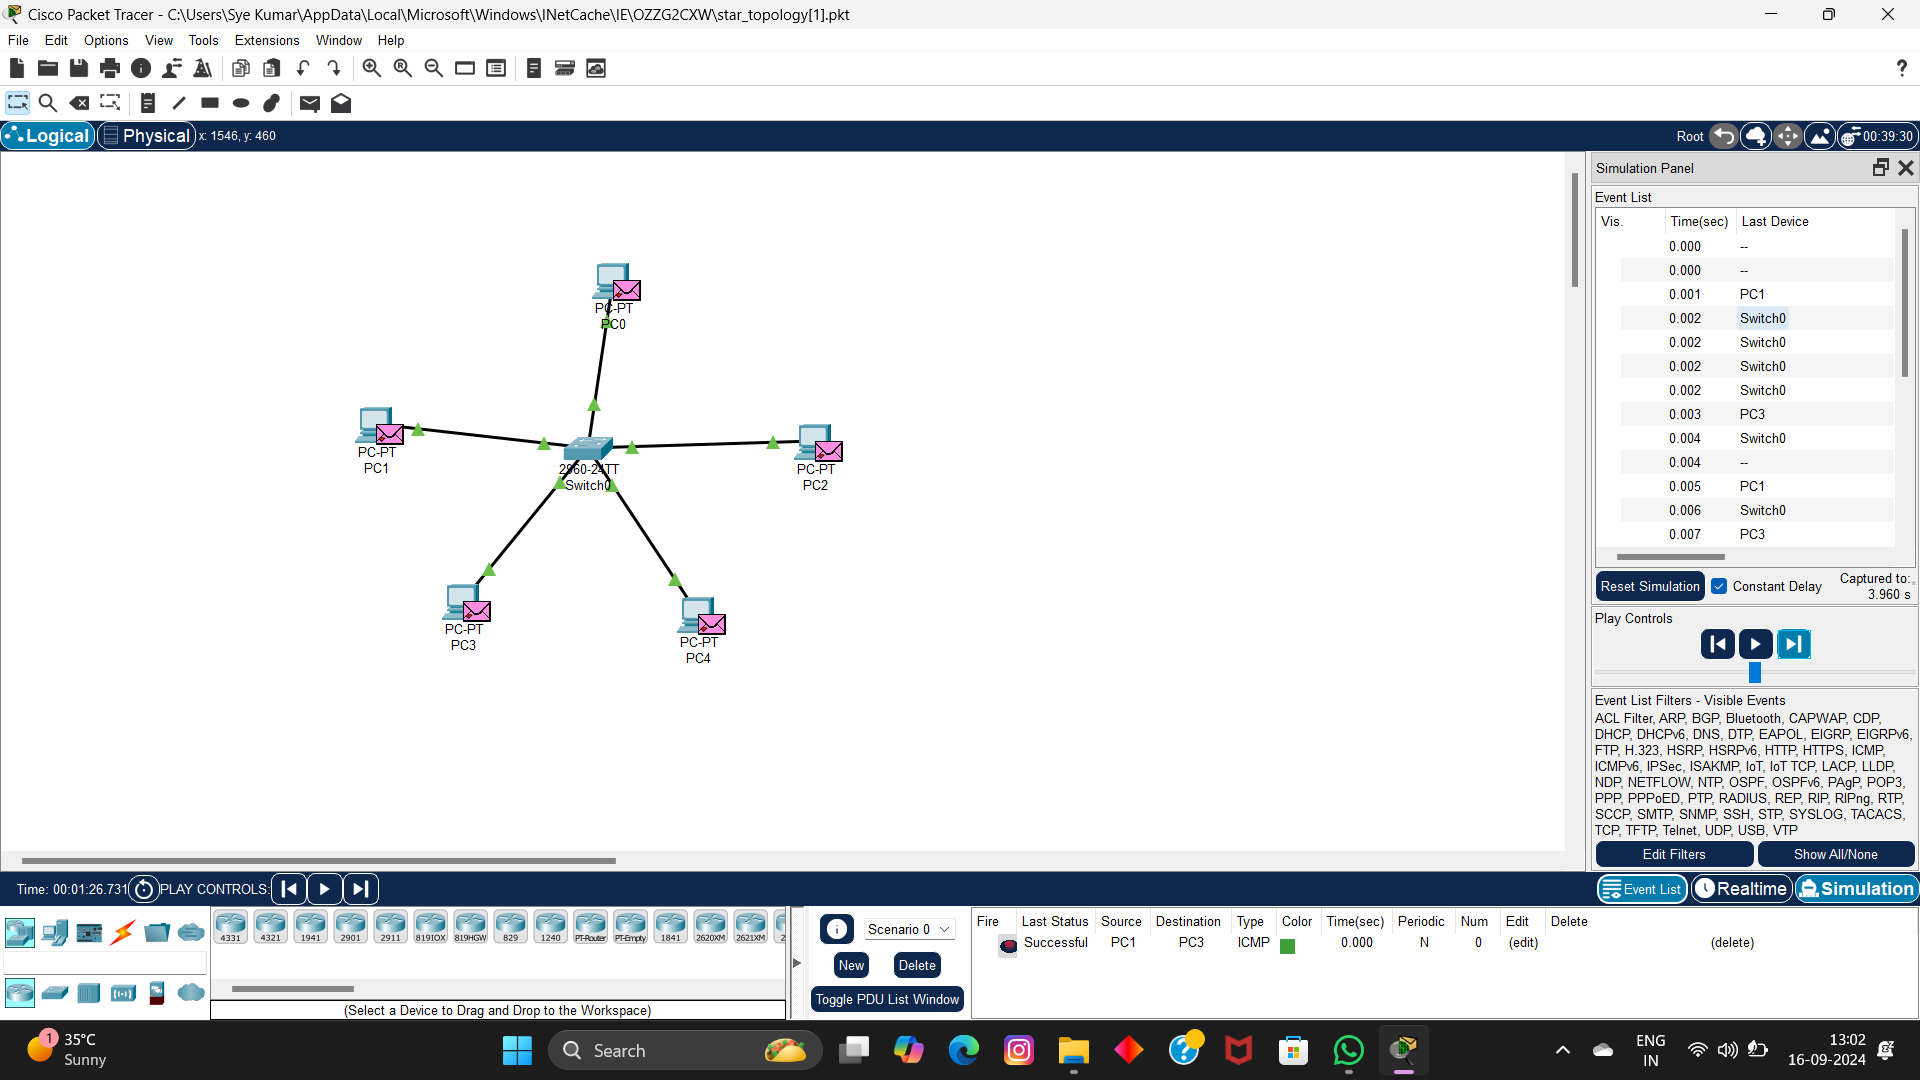 Cisco Packet Tracer - C:\Users\Sye Kumar\AppData\Local\Microsoft\Windows\INetCache\IE\OZZG2CXW\star_topology[1].pkt
File Edit Options View Tools Extensions Window Help
Logical Physical x: 1546, y: 460
Root 00:39:30
PC-PT
PC0
PC-PT
PC1
2960-24TT
Switch0
PC-PT
PC2
PC-PT
PC3
PC-PT
PC4
Simulation Panel
Event List
Vis. Time(sec) Last Device
0.000 --
0.000 --
0.001 PC1
0.002 Switch0
0.002 Switch0
0.002 Switch0
0.002 Switch0
0.003 PC3
0.004 Switch0
0.004 --
0.005 PC1
0.006 Switch0
0.007 PC3
Reset Simulation Constant Delay Captured to:
3.960 s
Play Controls
Event List Filters - Visible Events
ACL Filter, ARP, BGP, Bluetooth, CAPWAP, CDP,
DHCP, DHCPv6, DNS, DTP, EAPOL, EIGRP, EIGRPv6,
FTP, H.323, HSRP, HSRPv6, HTTP, HTTPS, ICMP,
ICMPv6, IPSec, ISAKMP, IoT, IoT TCP, LACP, LLDP,
NDP, NETFLOW, NTP, OSPF, OSPFv6, PAgP, POP3,
PPP, PPPoED, PTP, RADIUS, REP, RIP, RIPng, RTP,
SCCP, SMTP, SNMP, SSH, STP, SYSLOG, TACACS,
TCP, TFTP, Telnet, UDP, USB, VTP
Edit Filters Show All/None
Time: 00:01:26.731 PLAY CONTROLS:
Event List Realtime Simulation
4331 4321 1941 2901 2911 819IOX 819HGW 829 1240 PT-Router PT-Empty 1841 2620XM 2621XM 2
(Select a Device to Drag and Drop to the Workspace)
Scenario 0
New Delete
Toggle PDU List Window
Fire Last Status Source Destination Type Color Time(sec) Periodic Num Edit Delete
Successful PC1 PC3 ICMP 0.000 N 0 (edit) (delete)
1
35°C
Sunny
Search
ENG
IN
13:02
16-09-2024